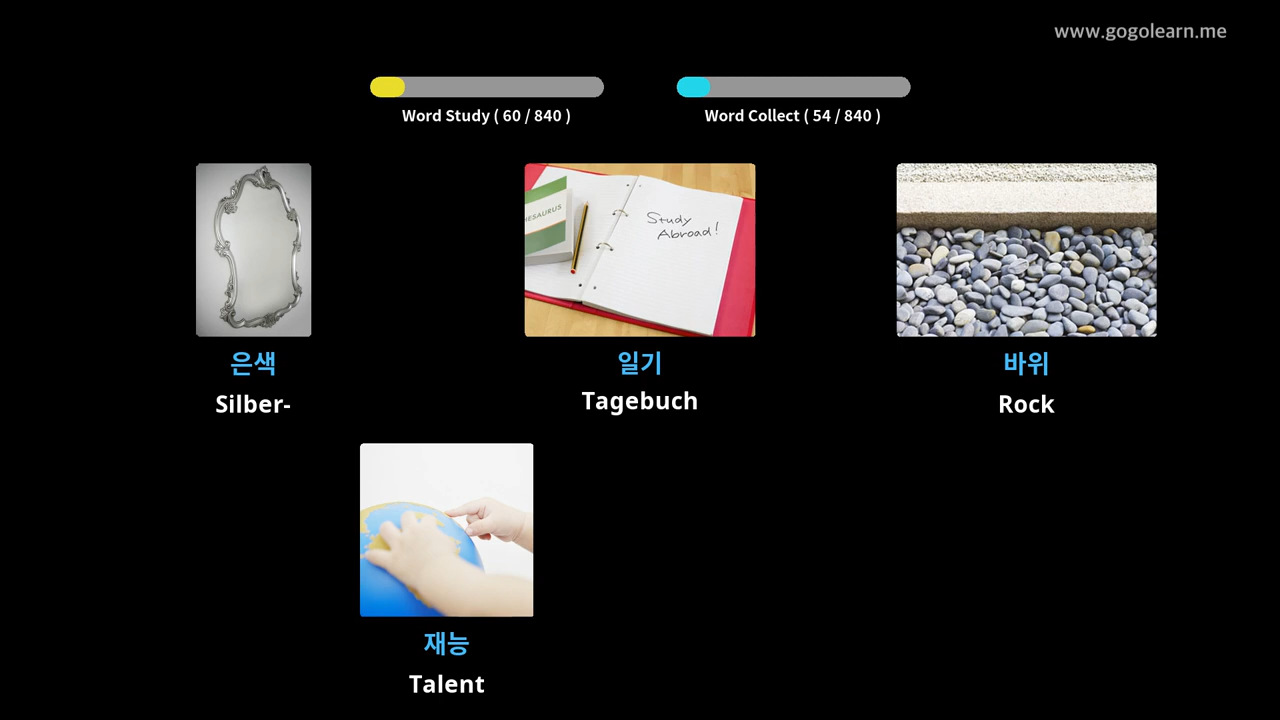 www.gogolearn.me
Word Study ( 60 / 840 )
Word Collect ( 54 / 840 )
HESAURUS
Study
Abroad!
은색
Silber-
일기
Tagebuch
바위
Rock
재능
Talent